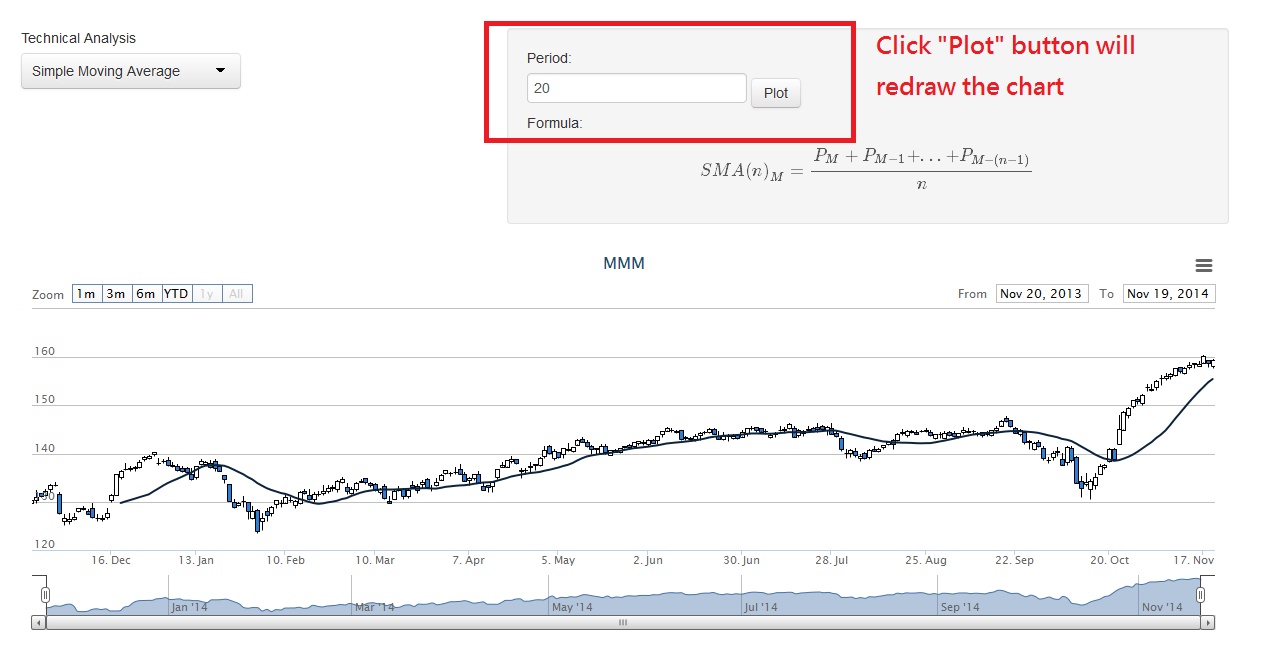 Technical Analysis
Simple Moving Average
Period:
20
Plot
Formula:
Click "Plot" button will
redraw the chart
SMA(n)_M = (P_M + P_{M−1} + … + P_{M−(n−1)}) / n
MMM
Zoom 1m 3m 6m YTD 1y All
From Nov 20, 2013 To Nov 19, 2014
160
150
140
130
120
16. Dec 13. Jan 10. Feb 10. Mar 7. Apr 5. May 2. Jun 30. Jun 28. Jul 25. Aug 22. Sep 20. Oct 17. Nov
Jan '14 Mar '14 May '14 Jul '14 Sep '14 Nov '14